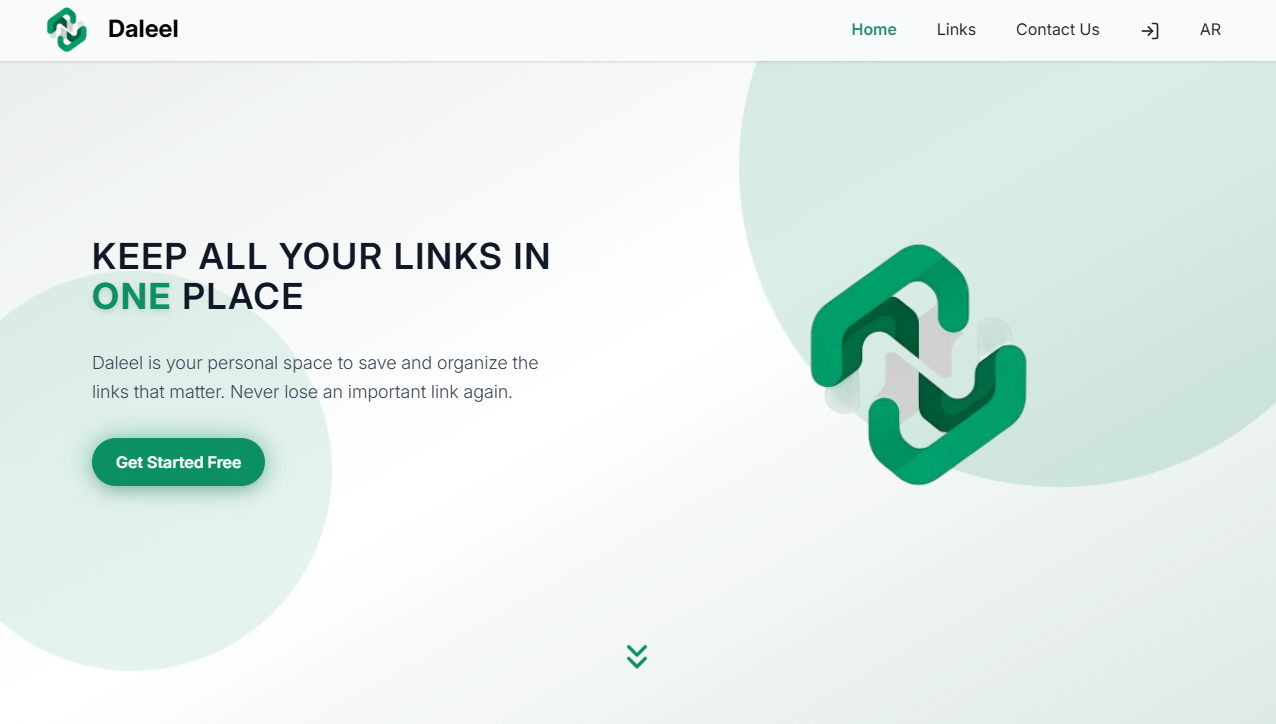 Daleel
Home
Links
Contact Us
AR
KEEP ALL YOUR LINKS IN
ONE PLACE
Daleel is your personal space to save and organize the
links that matter. Never lose an important link again.
Get Started Free